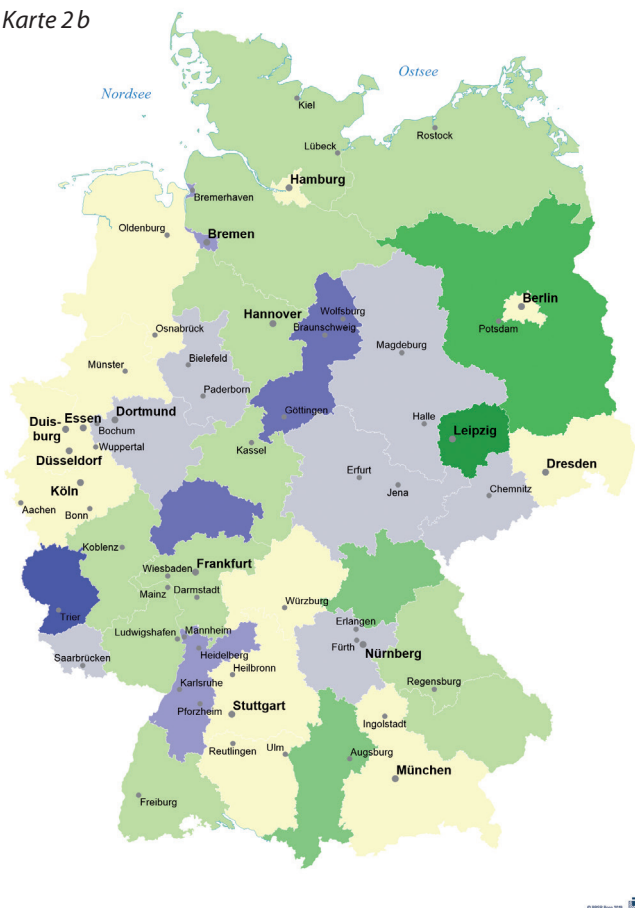 Karte 2 b
Nordsee
Ostsee
Kiel
Rostock
Lübeck
Hamburg
Bremerhaven
Oldenburg
Bremen
Berlin
Wolfsburg
Hannover
Braunschweig
Potsdam
Osnabrück
Magdeburg
Bielefeld
Münster
Paderborn
Göttingen
Dortmund
Essen
Duis-
burg
Bochum
Halle
Leipzig
Wuppertal
Kassel
Düsseldorf
Dresden
Erfurt
Köln
Jena
Chemnitz
Aachen
Bonn
Koblenz
Frankfurt
Wiesbaden
Mainz
Darmstadt
Würzburg
Trier
Erlangen
Ludwigshafen
Mannheim
Fürth
Nürnberg
Saarbrücken
Heidelberg
Heilbronn
Karlsruhe
Regensburg
Pforzheim
Stuttgart
Ingolstadt
Reutlingen
Ulm
Augsburg
München
Freiburg